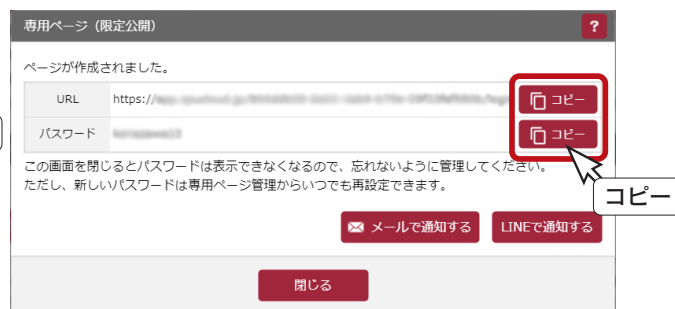 専用ページ（限定公開）
?
ページが作成されました。
URL https://
コピー
パスワード
コピー
この画面を閉じるとパスワードは表示できなくなるので、忘れないように管理してください。
ただし、新しいパスワードは専用ページ管理からいつでも再設定できます。
コピー
メールで通知する LINEで通知する
閉じる